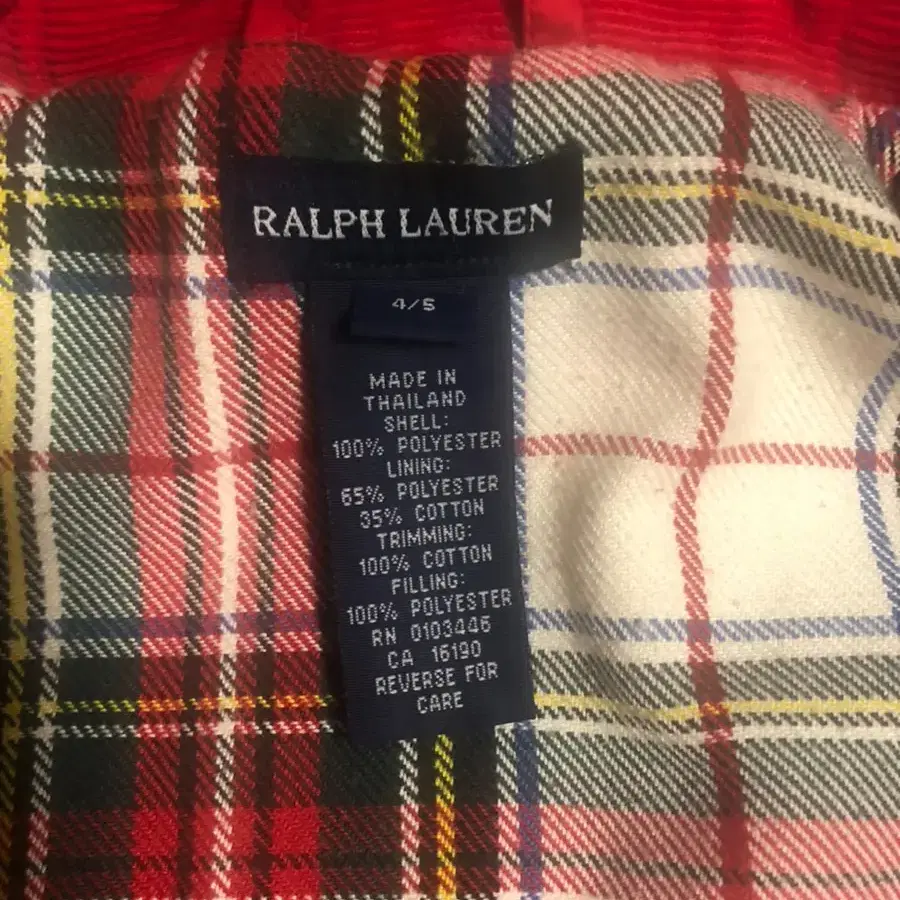 RALPH LAUREN
4/5
MADE IN
THAILAND
SHELL:
100% POLYESTER
LINING:
65% POLYESTER
35% COTTON
TRIMMING:
100% COTTON
FILLING:
100% POLYESTER
RN 0103446
CA 16190
REVERSE FOR
CARE